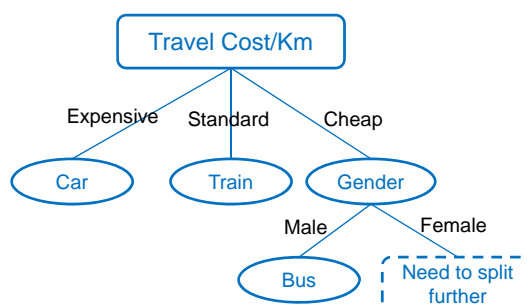 Travel Cost/Km
Expensive Standard Cheap
Car Train Gender
Male Female
Bus
Need to split
further